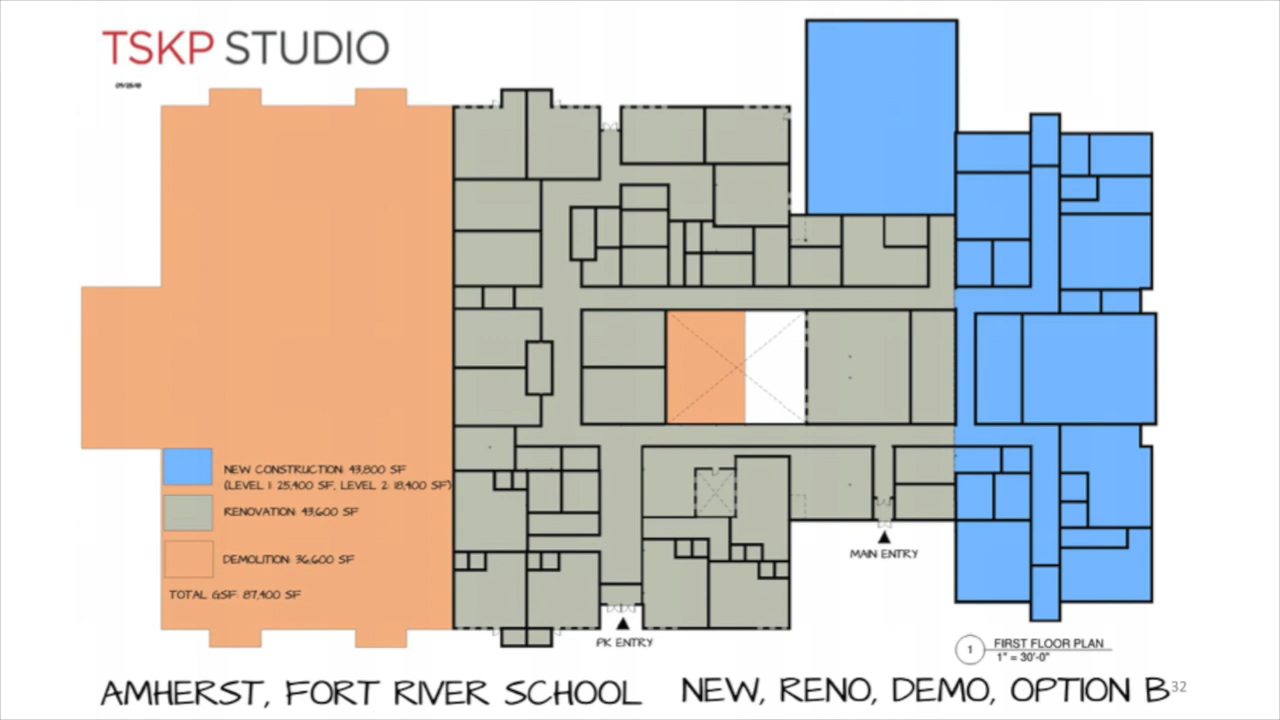 TSKP STUDIO
NEW CONSTRUCTION: 43,800 SF
(LEVEL 1: 25,400 SF, LEVEL 2: 18,400 SF)
RENOVATION: 43,600 SF
DEMOLITION: 36,600 SF
TOTAL GSF: 87,400 SF
MAIN ENTRY
PK ENTRY
1 FIRST FLOOR PLAN
1" = 30'-0"
AMHERST, FORT RIVER SCHOOL NEW, RENO, DEMO, OPTION B 32